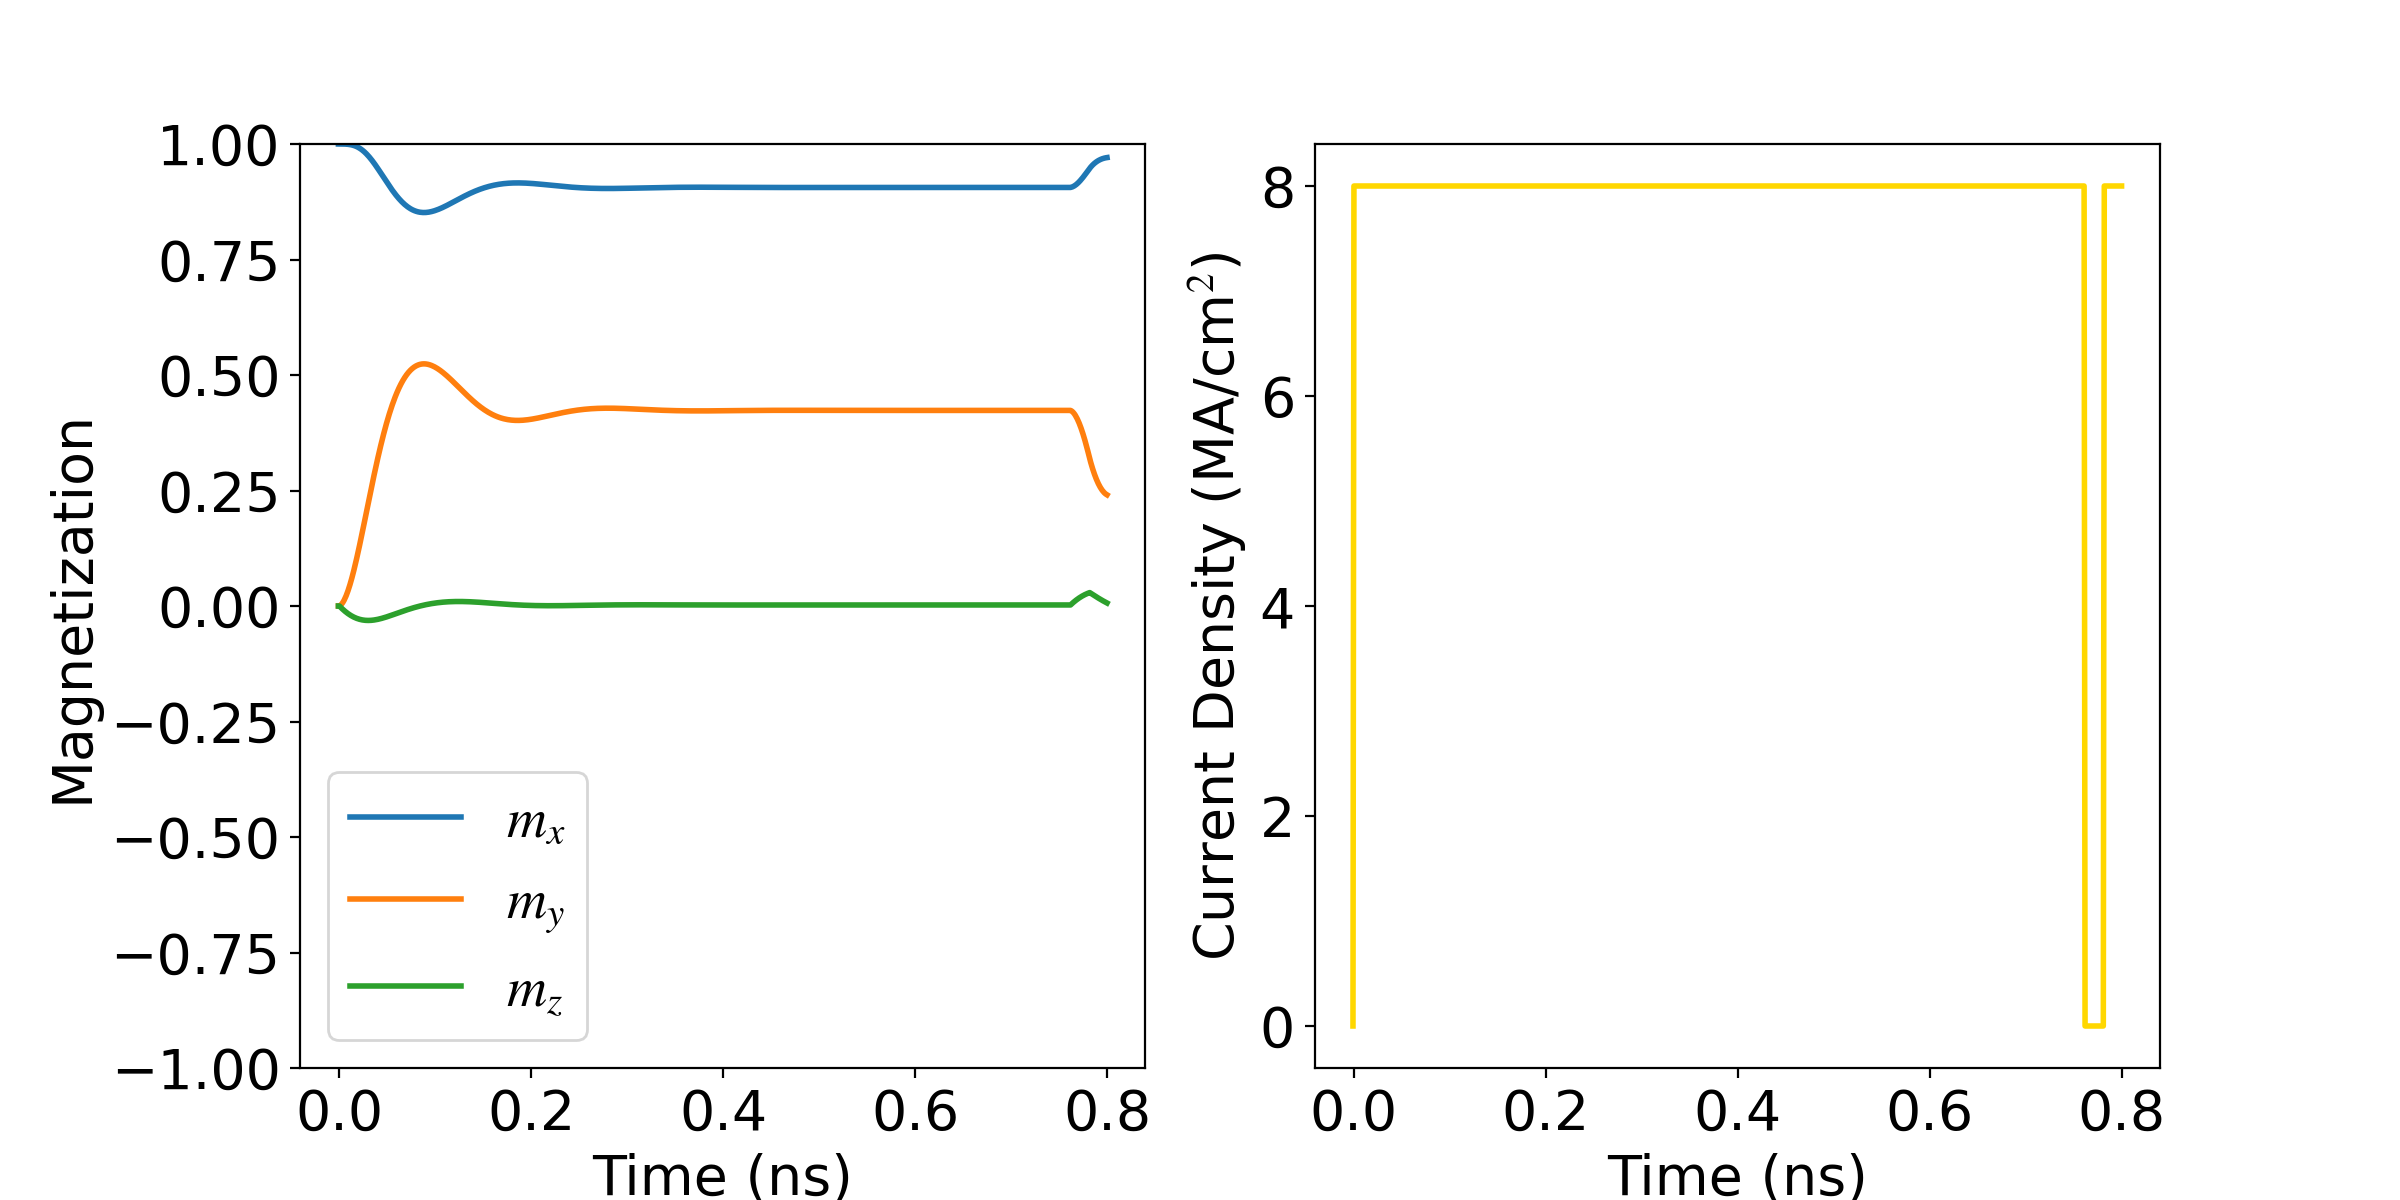 1.00
0.75
0.50
0.25
0.00
−0.25
−0.50
−0.75
−1.00
Magnetization
m_x
m_y
m_z
0.0 0.2 0.4 0.6 0.8
Time (ns)
8
6
4
2
0
Current Density (MA/cm²)
0.0 0.2 0.4 0.6 0.8
Time (ns)